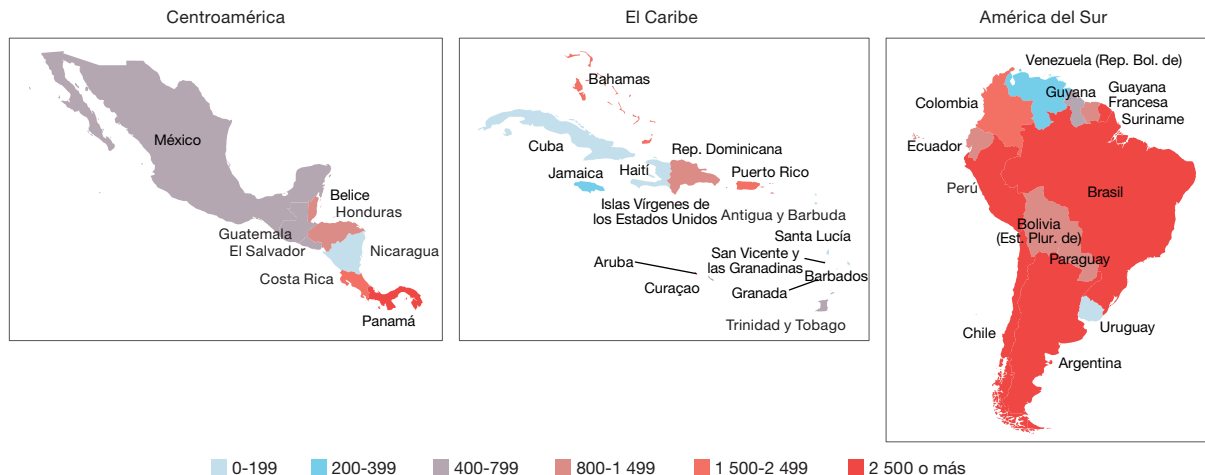 Centroamérica
México
Belice
Honduras
Guatemala
El Salvador
Nicaragua
Costa Rica
Panamá
El Caribe
Bahamas
Cuba
Rep. Dominicana
Jamaica
Haití
Puerto Rico
Islas Vírgenes
de los Estados Unidos
Antigua y Barbuda
Santa Lucía
San Vicente y
las Granadinas
Aruba
Barbados
Curaçao
Granada
Trinidad y Tobago
América del Sur
Venezuela (Rep. Bol. de)
Guyana
Guayana
Francesa
Colombia
Suriname
Ecuador
Perú
Brasil
Bolivia
(Est. Plur. de)
Paraguay
Chile
Uruguay
Argentina
0-199
200-399
400-799
800-1 499
1 500-2 499
2 500 o más